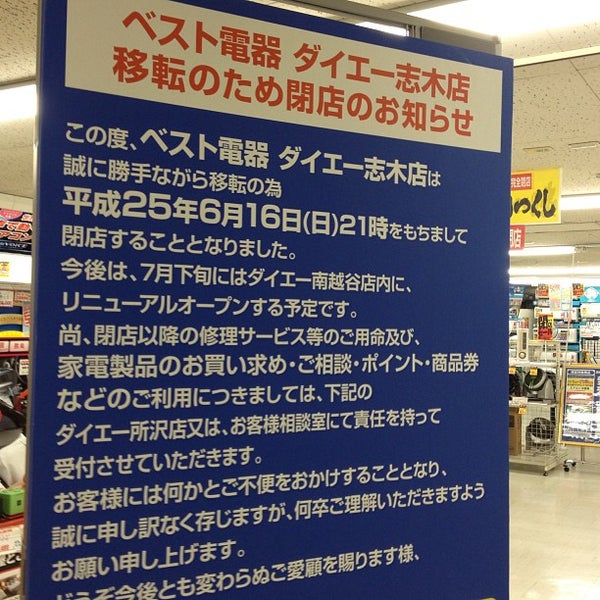 ベスト電器 ダイエー志木店
移転のため閉店のお知らせ
この度、ベスト電器 ダイエー志木店は
誠に勝手ながら移転の為
平成25年6月16日(日)21時をもちまして
閉店することとなりました。
今後は、7月下旬にはダイエー南越谷店内に、
リニューアルオープンする予定です。
尚、閉店以降の修理サービス等のご用命及び、
家電製品のお買い求め・ご相談・ポイント・商品券
などのご利用につきましては、下記の
ダイエー所沢店又は、お客様相談室にて責任を持って
受付させていただきます。
お客様には何かとご不便をおかけすることとなり、
誠に申し訳なく存じますが、何卒ご理解いただきますよう
お願い申し上げます。
どうぞ今後とも変わらぬご愛顧を賜ります様、